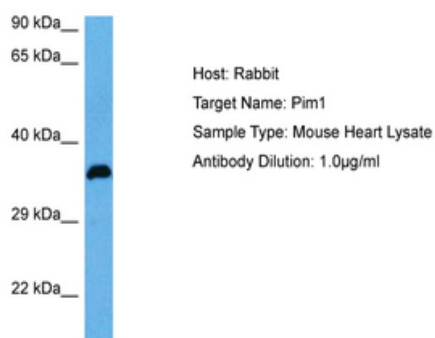 90 kDa__
65 kDa__
Host: Rabbit
Target Name: Pim1
Sample Type: Mouse Heart Lysate
40 kDa__
Antibody Dilution: 1.0µg/ml
29 kDa__
22 kDa__